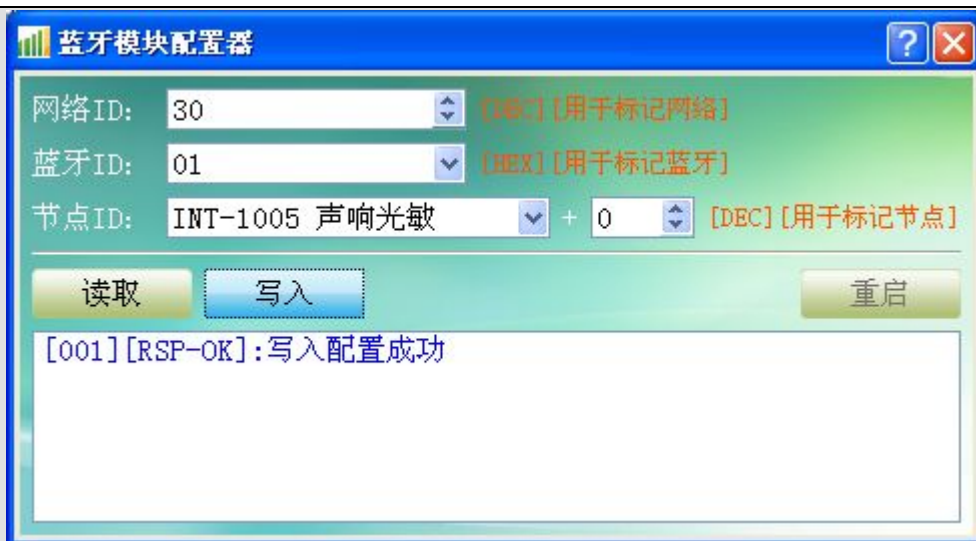 蓝牙模块配置器
网络ID: 30 [DEC][用于标记网络]
蓝牙ID: 01 [HEX][用于标记蓝牙]
节点ID: INT-1005 声响光敏 + 0 [DEC][用于标记节点]
读取 写入 重启
[001][RSP-OK]:写入配置成功